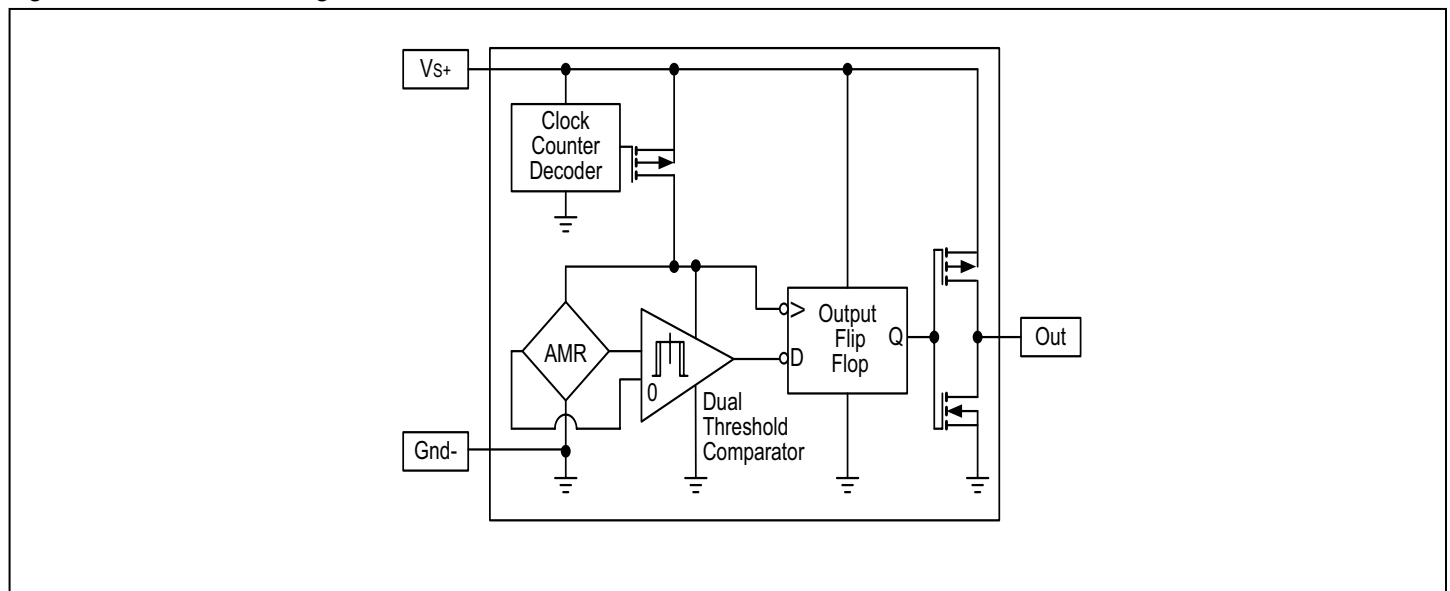 Vs+
Clock
Counter
Decoder
AMR
0
Dual
Threshold
Comparator
>
D
Output
Flip
Flop
Q
Out
Gnd-